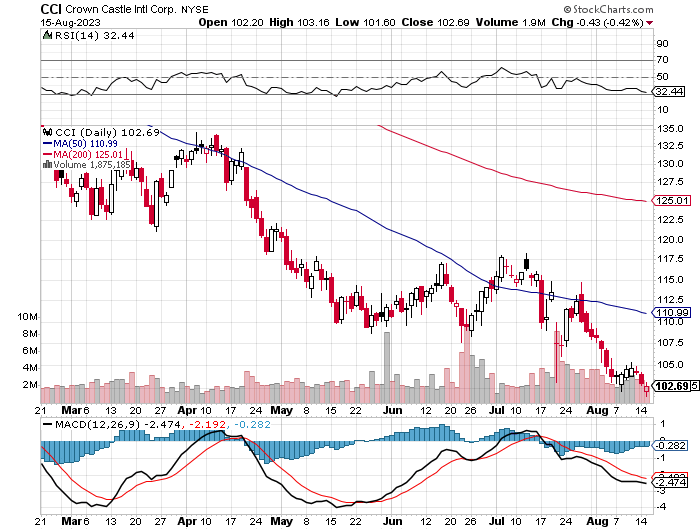 CCI Crown Castle Intl Corp. NYSE © StockCharts.com
15-Aug-2023 Open 102.20 High 103.16 Low 101.60 Close 102.69 Volume 1.9M Chg -0.43 (-0.42%)
RSI(14) 32.44
90
70
50
32.44
10
CCI (Daily) 102.69
MA(50) 110.99
MA(200) 125.01
Volume 1,875,185
135.0
132.5
130.0
127.5
125.01
120.0
117.5
115.0
112.5
110.99
110.0
107.5
105.0
102.69
10M
8M
6M
4M
2M
21 Mar 6 13 20 27 Apr 10 17 24 May 8 15 22 Jun 12 20 26 Jul 10 17 24 Aug 7 14
MACD(12,26,9) -2.474, -2.192, -0.282
1
-0.282
-1
-2.474
-3
-4
21 Mar 6 13 20 27 Apr 10 17 24 May 8 15 22 Jun 12 20 26 Jul 10 17 24 Aug 7 14